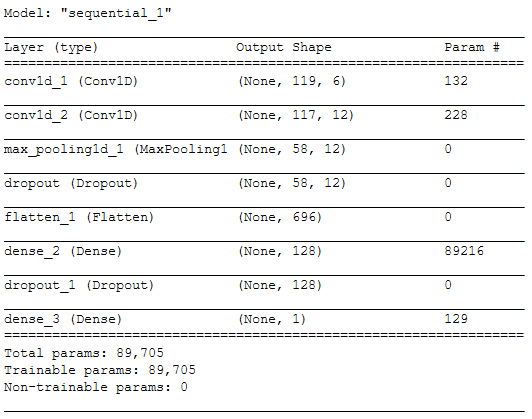 Model: "sequential_1"
Layer (type) Output Shape Param #
conv1d_1 (Conv1D) (None, 119, 6) 132
conv1d_2 (Conv1D) (None, 117, 12) 228
max_pooling1d_1 (MaxPooling1 (None, 58, 12) 0
dropout (Dropout) (None, 58, 12) 0
flatten_1 (Flatten) (None, 696) 0
dense_2 (Dense) (None, 128) 89216
dropout_1 (Dropout) (None, 128) 0
dense_3 (Dense) (None, 1) 129
Total params: 89,705
Trainable params: 89,705
Non-trainable params: 0